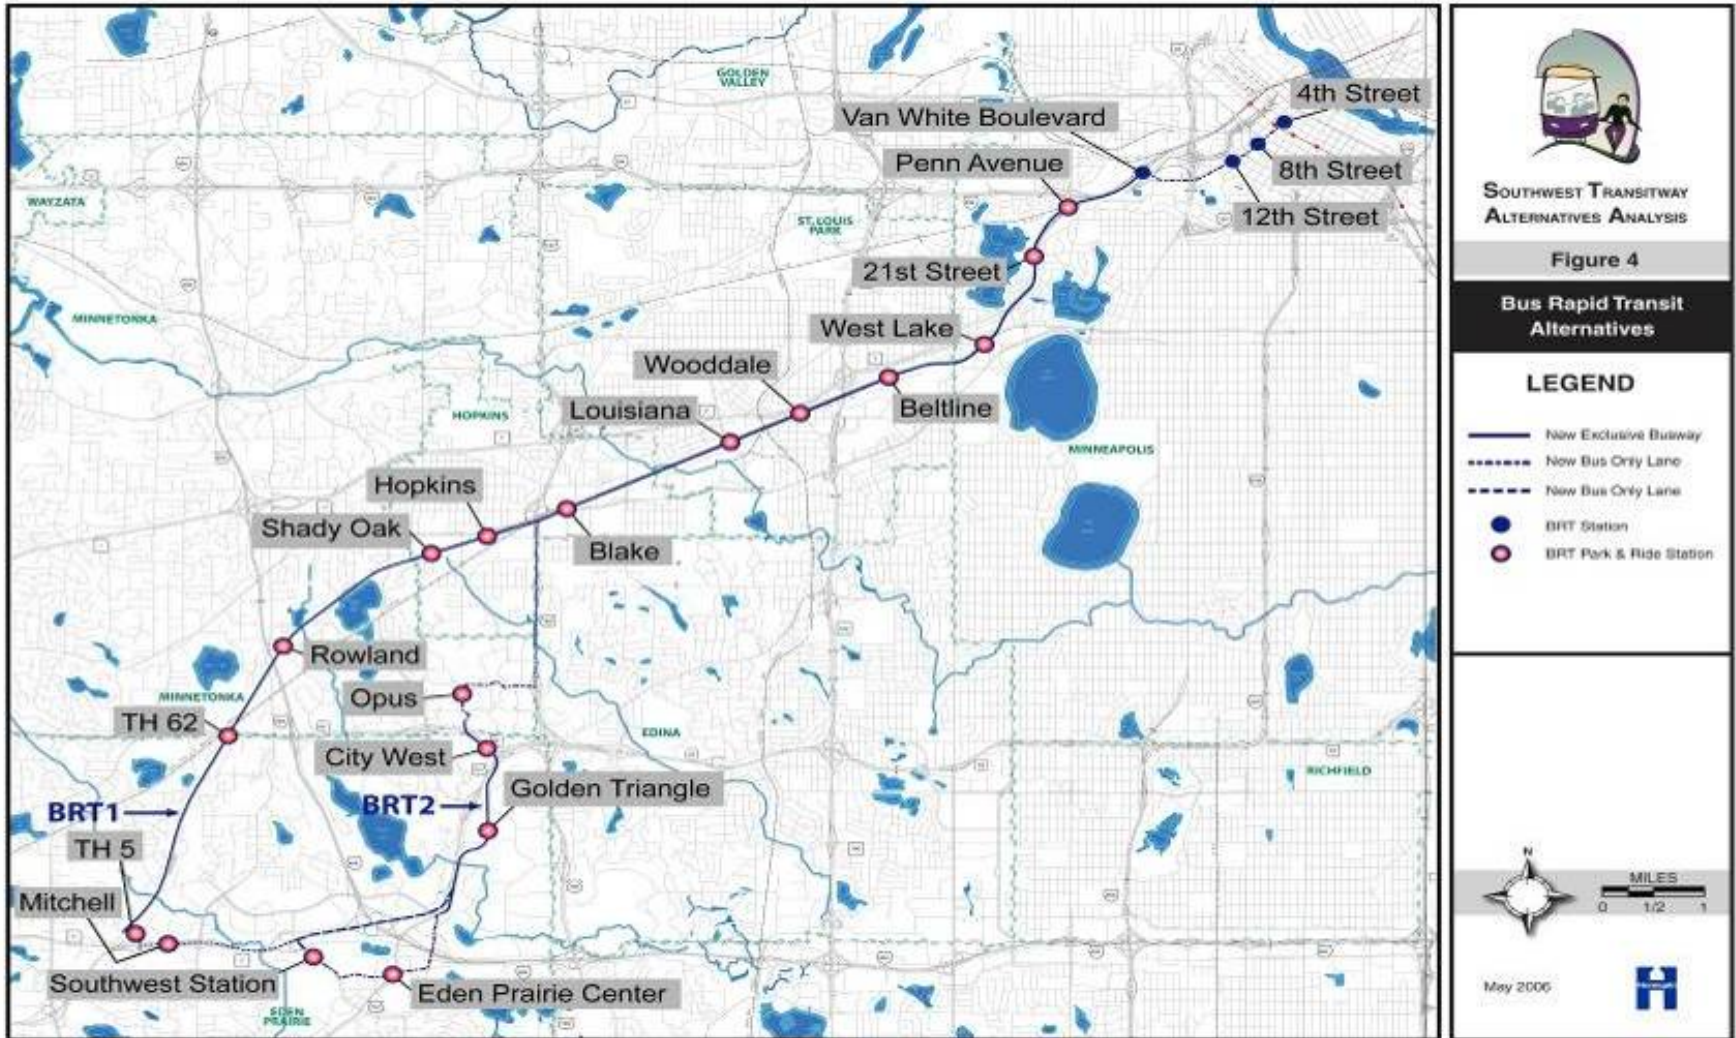 GOLDEN
VALLEY
4th Street
Van White Boulevard
Penn Avenue
8th Street
WAYZATA
ST. LOUIS
PARK
12th Street
21st Street
MINNETONKA
West Lake
Wooddale
HOPKINS
Louisiana
Beltline
MINNEAPOLIS
Hopkins
Shady Oak
Blake
Rowland
MINNETONKA
Opus
TH 62
EDINA
City West
RICHFIELD
Golden Triangle
BRT1
BRT2
TH 5
Mitchell
Southwest Station
Eden Prairie Center
EDEN
PRAIRIE
SOUTHWEST TRANSITWAY
ALTERNATIVES ANALYSIS
Figure 4
Bus Rapid Transit
Alternatives
LEGEND
New Exclusive Busway
New Bus Only Lane
New Bus Only Lane
BRT Station
BRT Park & Ride Station
N
MILES
0 1/2 1
May 2006